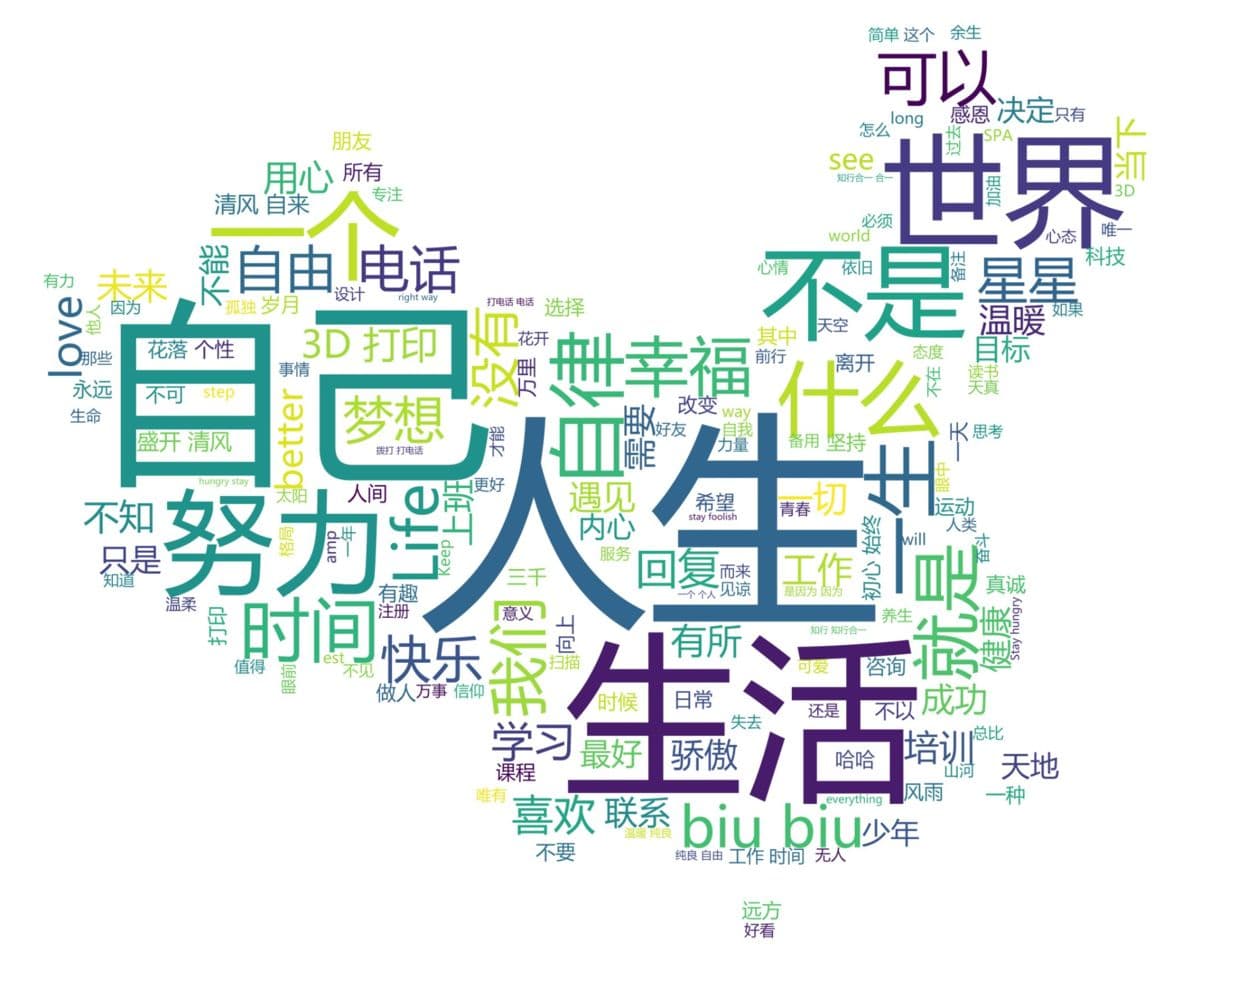 简单 这个
余生
可以
long
感恩
决定
只有
怎么
过去
SPA
当下
朋友
see
世界
知行合一 合一
加油
3D
用心
所有
专注
清风 自来
一个
必须
world
心态
唯一
不能
自由
电话
不是
心情
依旧
备注
科技
有力
未来
设计
right way
星星
love
他人
因为
孤独
岁月
打电话 电话
选择
天空
温暖
如果
自己
3D 打印
没有
花开
其中
目标
那些
花落
个性
事情
万里
自律
幸福
前行
离开
态度
永远
不可
step
better
梦想
什么
不在
读书
天真
生命
需要
改变
way
盛开 清风
拨打 打电话
才能
好友
自我
力量
备用
坚持
一天
思考
hungry stay
太阳
人间
更好
人生
一生
眼中
不知
努力
Life
上班
遇见
希望
stay foolish
青春
一切
运动
人类
内心
初心 始终
will
奋斗
只是
格局
amp
一年
keep
服务
回复
而来
见谅
工作
就是
知道
有趣
三千
一个 个人
是因为 因为
真诚
温柔
注册
意义
养生
Stay hungry
打印
时间
我们
向上
有所
知行 知行合一
健康
值得
眼前
est
不见
快乐
扫描
生活
可爱
咨询
做人
万事
信仰
时候
日常
还是
不以
成功
学习
最好
失去
骄傲
哈哈
培训
总比
课程
山河
天地
唯有
everything
风雨
一种
喜欢
联系
温暖 纯良
biu biu
少年
不要
纯良 自由
工作 时间
无人
远方
好看